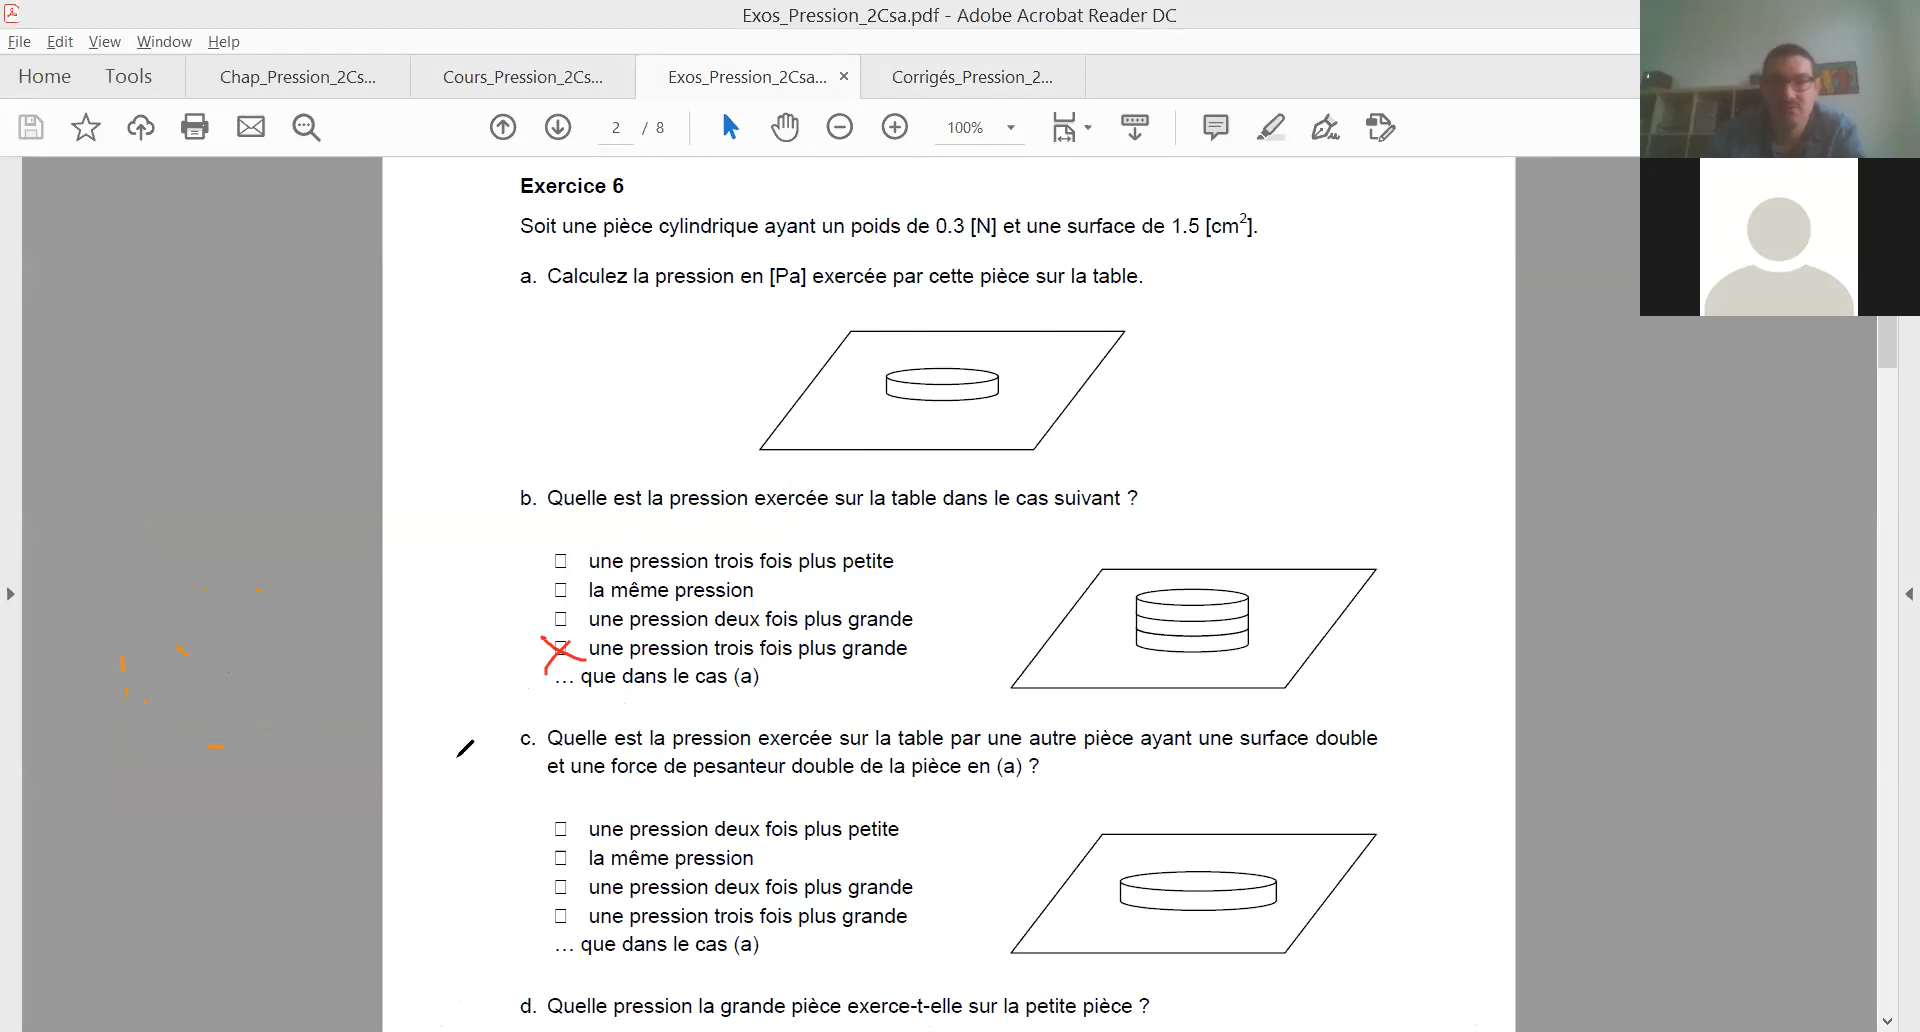 Exos_Pression_2Csa.pdf - Adobe Acrobat Reader DC
File Edit View Window Help
Home Tools Chap_Pression_2Cs... Cours_Pression_2Cs... Exos_Pression_2Csa... × Corrigés_Pression_2...
2 / 8 100%
Exercice 6
Soit une pièce cylindrique ayant un poids de 0.3 [N] et une surface de 1.5 [cm²].
a. Calculez la pression en [Pa] exercée par cette pièce sur la table.
b. Quelle est la pression exercée sur la table dans le cas suivant ?
une pression trois fois plus petite
la même pression
une pression deux fois plus grande
une pression trois fois plus grande
… que dans le cas (a)
c. Quelle est la pression exercée sur la table par une autre pièce ayant une surface double
et une force de pesanteur double de la pièce en (a) ?
une pression deux fois plus petite
la même pression
une pression deux fois plus grande
une pression trois fois plus grande
… que dans le cas (a)
d. Quelle pression la grande pièce exerce-t-elle sur la petite pièce ?